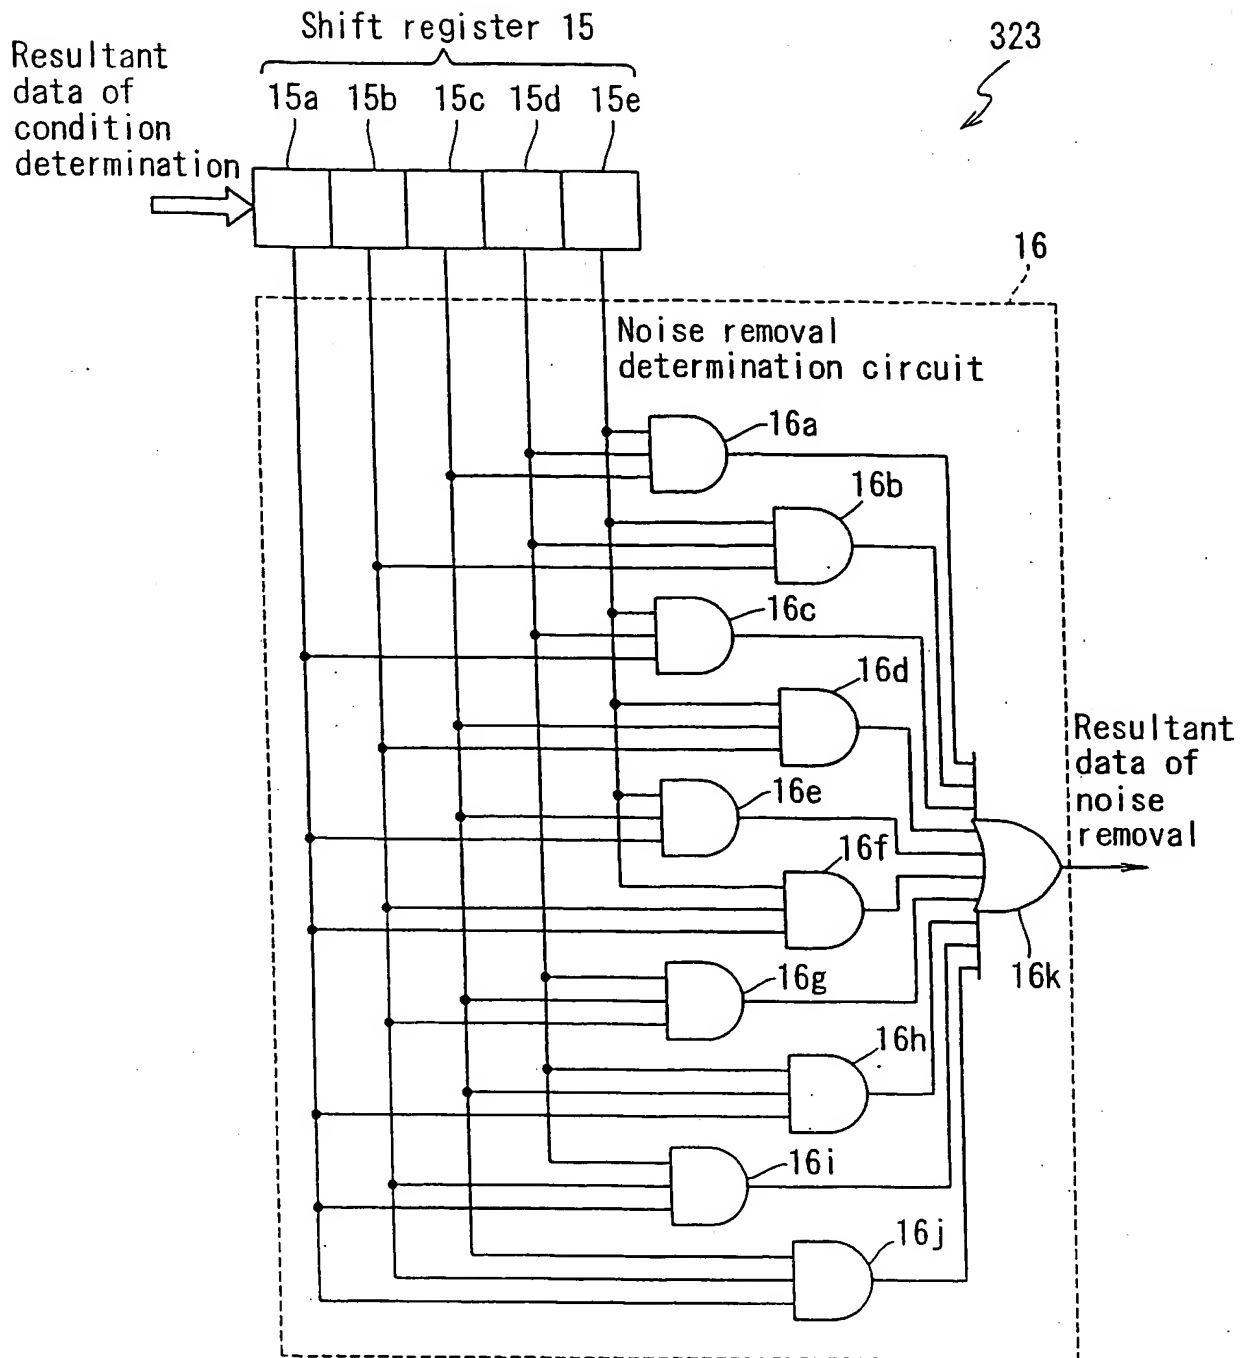 Shift register 15
323
Resultant
data of
condition
determination
15a 15b 15c 15d 15e
16
Noise removal
determination circuit
16a
16b
16c
16d
Resultant
data of
noise
removal
16e
16f
16g
16k
16h
16i
16j